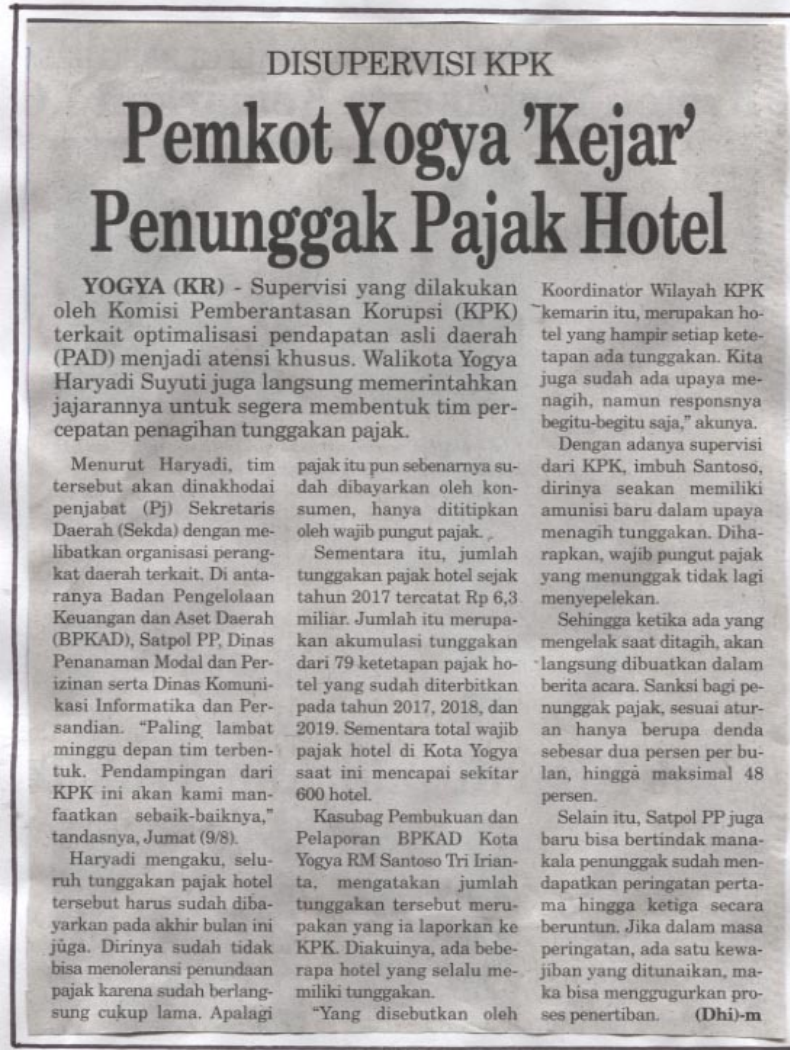 DISUPERVISI KPK
Pemkot Yogya 'Kejar'
Penunggak Pajak Hotel
YOGYA (KR) - Supervisi yang dilakukan
oleh Komisi Pemberantasan Korupsi (KPK)
terkait optimalisasi pendapatan asli daerah
(PAD) menjadi atensi khusus. Walikota Yogya
Haryadi Suyuti juga langsung memerintahkan
jajarannya untuk segera membentuk tim per-
cepatan penagihan tunggakan pajak.
Menurut Haryadi, tim
tersebut akan dinakhodai
penjabat (Pj) Sekretaris
Daerah (Sekda) dengan me-
libatkan organisasi perang-
kat daerah terkait. Di anta-
ranya Badan Pengelolaan
Keuangan dan Aset Daerah
(BPKAD), Satpol PP, Dinas
Penanaman Modal dan Per-
izinan serta Dinas Komuni-
kasi Informatika dan Per-
sandian. "Paling lambat
minggu depan tim terben-
tuk. Pendampingan dari
KPK ini akan kami man-
faatkan sebaik-baiknya,"
tandasnya, Jumat (9/8).
Haryadi mengaku, selu-
ruh tunggakan pajak hotel
tersebut harus sudah diba-
yarkan pada akhir bulan ini
juga. Dirinya sudah tidak
bisa menoleransi penundaan
pajak karena sudah berlang-
sung cukup lama. Apalagi
pajak itu pun sebenarnya su-
dah dibayarkan oleh kon-
sumen, hanya dititipkan
oleh wajib pungut pajak.
Sementara itu, jumlah
tunggakan pajak hotel sejak
tahun 2017 tercatat Rp 6,3
miliar. Jumlah itu merupa-
kan akumulasi tunggakan
dari 79 ketetapan pajak ho-
tel yang sudah diterbitkan
pada tahun 2017, 2018, dan
2019. Sementara total wajib
pajak hotel di Kota Yogya
saat ini mencapai sekitar
600 hotel.
Kasubag Pembukuan dan
Pelaporan BPKAD Kota
Yogya RM Santoso Tri Irian-
ta, mengatakan jumlah
tunggakan tersebut meru-
pakan yang ia laporkan ke
KPK. Diakuinya, ada bebe-
rapa hotel yang selalu me-
miliki tunggakan.
"Yang disebutkan oleh
Koordinator Wilayah KPK
kemarin itu, merupakan ho-
tel yang hampir setiap kete-
tapan ada tunggakan. Kita
juga sudah ada upaya me-
nagih, namun responsnya
begitu-begitu saja," akunya.
Dengan adanya supervisi
dari KPK, imbuh Santoso,
dirinya seakan memiliki
amunisi baru dalam upaya
menagih tunggakan. Diha-
rapkan, wajib pungut pajak
yang menunggak tidak lagi
menyepelekan.
Sehingga ketika ada yang
mengelak saat ditagih, akan
langsung dibuatkan dalam
berita acara. Sanksi bagi pe-
nunggak pajak, sesuai atur-
an hanya berupa denda
sebesar dua persen per bu-
lan, hingga maksimal 48
persen.
Selain itu, Satpol PP juga
baru bisa bertindak mana-
kala penunggak sudah men-
dapatkan peringatan perta-
ma hingga ketiga secara
beruntun. Jika dalam masa
peringatan, ada satu kewa-
jiban yang ditunaikan, ma-
ka bisa menggugurkan pro-
ses penertiban. (Dhi)-m